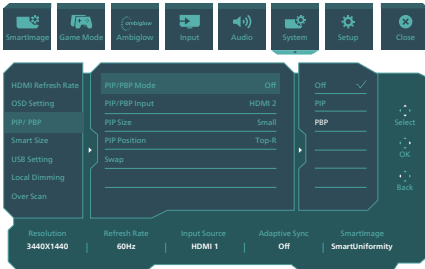 ambiglow
SmartImage Game Mode Ambiglow Input Audio System Setup Close
HDMI Refresh Rate PIP/PBP Mode Off Off
OSD Setting PIP/PBP Input HDMI 2 PIP
PIP/ PBP PIP Size Small PBP
Smart Size PIP Position Top-R
USB Setting Swap
Local Dimming
Over Scan
Select
OK
Back
Resolution Refresh Rate Input Source Adaptive Sync SmartImage
3440X1440 | 60Hz | HDMI 1 | Off | SmartUniformity